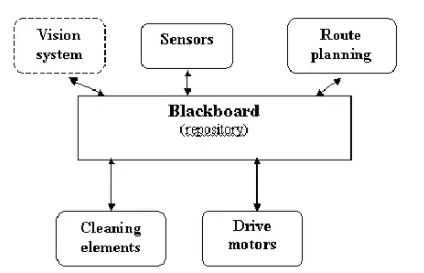 Vision
system
Sensors
Route
planning
Blackboard
(repository)
Cleaning
elements
Drive
motors